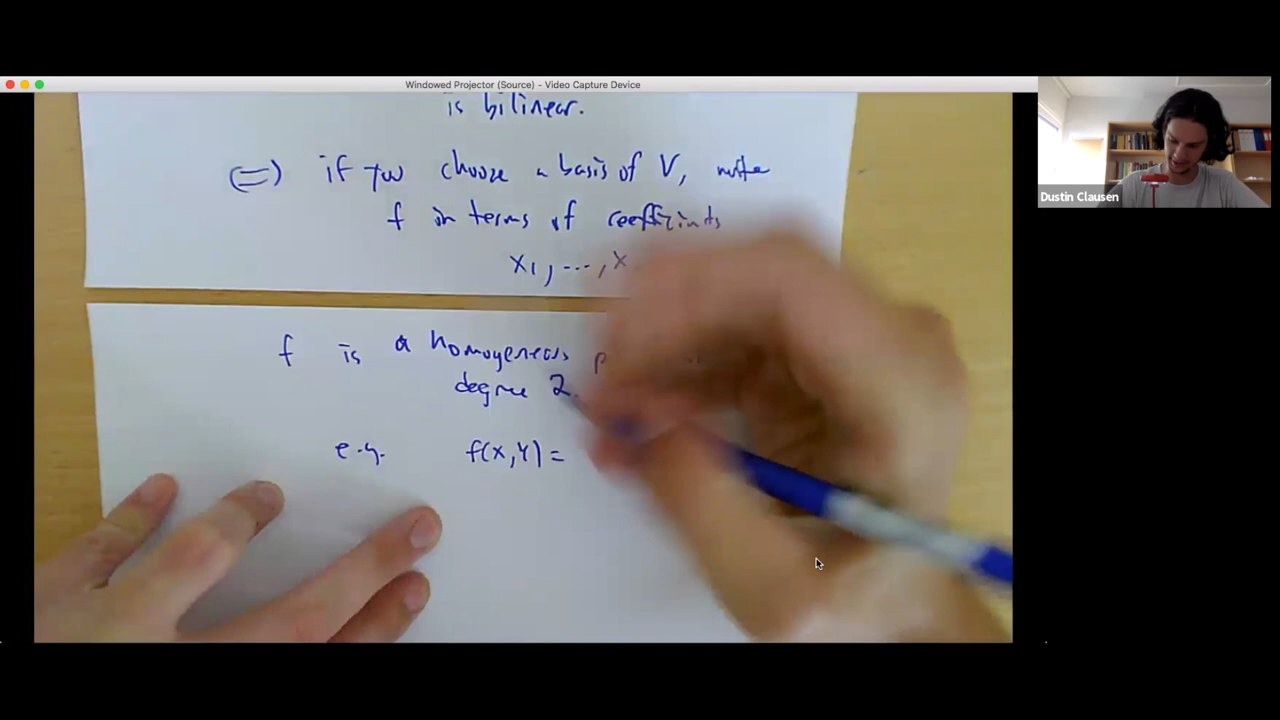 Windowed Projector (Source) - Video Capture Device
is bilinear.
(=) if you choose a basis of V, write
f in terms of coefficients
x1, ..., x
Dustin Clausen
f is a homogeneous
degree 2.
e.g. f(x,y) =